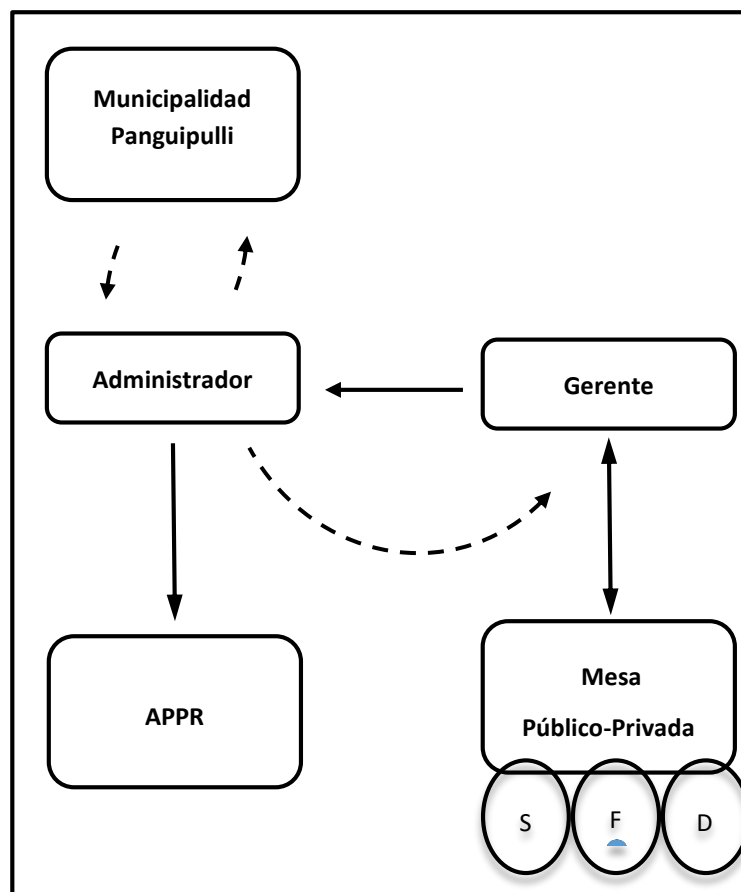 Municipalidad
Panguipulli
Administrador
Gerente
APPR
Mesa
Público-Privada
S
F
D